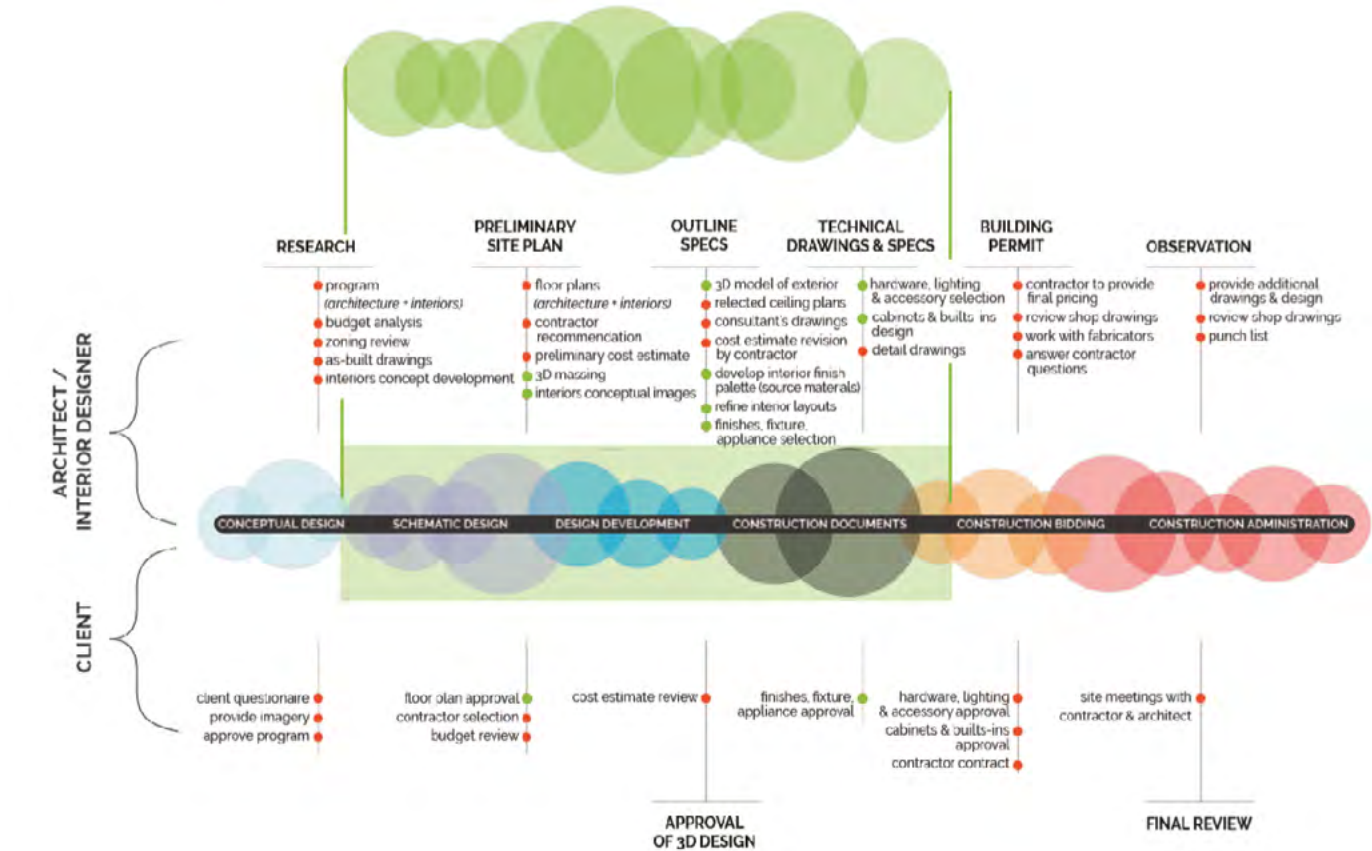 RESEARCH
program
(architecture + interiors)
budget analysis
zoning review
as-built drawings
interiors concept development
PRELIMINARY
SITE PLAN
floor plans
(architecture + interiors)
contractor
recommencation
preliminary cost estimate
3D massing
interiors conceptual images
OUTLINE
SPECS
3D model of exterior
relected ceiling plans
consultant's drawings
cost estimate revision
by contractor
develop interior finish
palette (source materals)
refine interior layouts
finishes, fixture,
appliance selection
TECHNICAL
DRAWINGS & SPECS
hardware, lighting
& accessory selection
cabinets & builts-ins
design
detail drawings
BUILDING
PERMIT
contractor to provide
final pricing
review shop drawings
work with fabricators
answer contractor
questions
OBSERVATION
provide additional
drawings & design
review shop drawings
punch list
ARCHITECT /
INTERIOR DESIGNER
CONCEPTUAL DESIGN
SCHEMATIC DESIGN
DESIGN DEVELOPMENT
CONSTRUCTION DOCUMENTS
CONSTRUCTION BIDDING
CONSTRUCTION ADMINISTRATION
CLIENT
client questionaire
provide imagery
approve program
floor plan approval
contractor selection
budget review
cost estimate review
finishes, fixture,
appliance approval
hardware, lighting
& accessory approval
cabinets & builts-ins
approval
contractor contract
site meetings with
contractor & architect
APPROVAL
OF 3D DESIGN
FINAL REVIEW